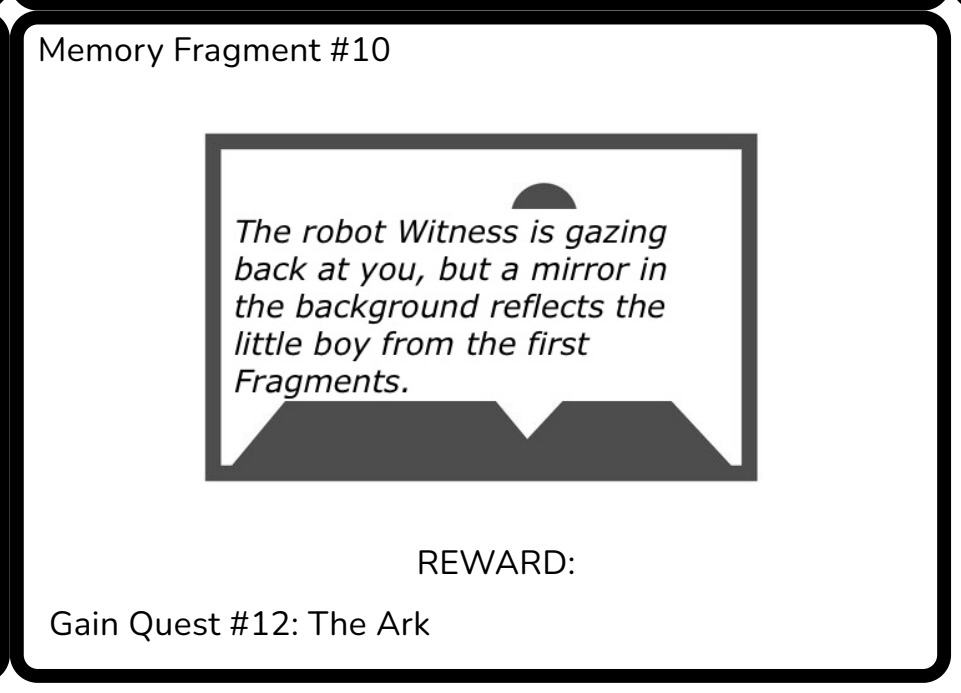 Memory Fragment #10
The robot Witness is gazing
back at you, but a mirror in
the background reflects the
little boy from the first
Fragments.
REWARD:
Gain Quest #12: The Ark